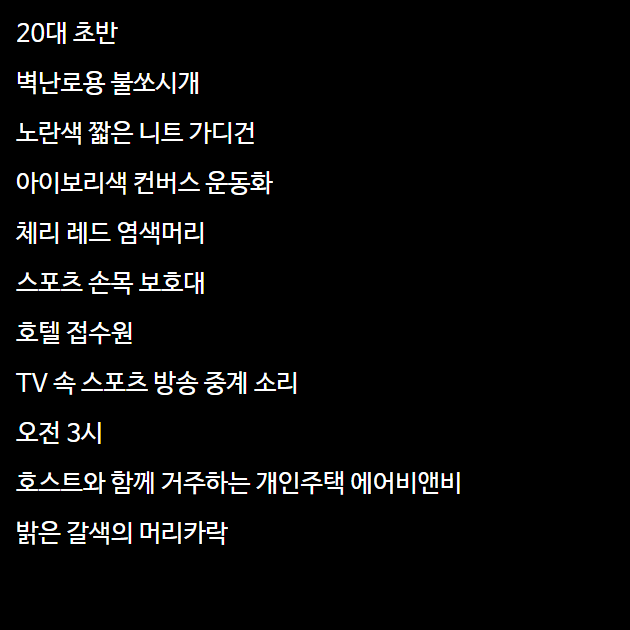 20대 초반
벽난로용 불쏘시개
노란색 짧은 니트 가디건
아이보리색 컨버스 운동화
체리 레드 염색머리
스포츠 손목 보호대
호텔 접수원
TV 속 스포츠 방송 중계 소리
오전 3시
호스트와 함께 거주하는 개인주택 에어비앤비
밝은 갈색의 머리카락